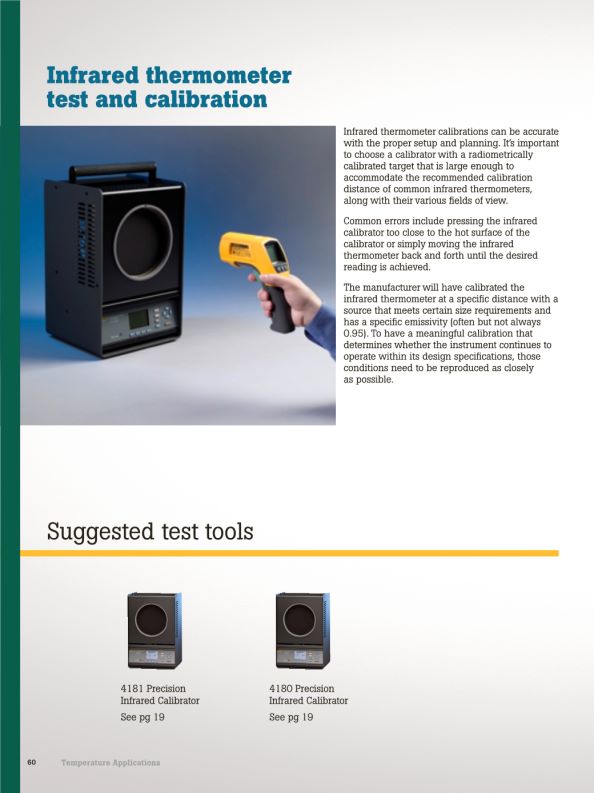 Infrared thermometer
test and calibration
Infrared thermometer calibrations can be accurate
with the proper setup and planning. It's important
to choose a calibrator with a radiometrically
calibrated target that is large enough to
accommodate the recommended calibration
distance of common infrared thermometers,
along with their various fields of view.
Common errors include pressing the infrared
calibrator too close to the hot surface of the
calibrator or simply moving the infrared
thermometer back and forth until the desired
reading is achieved.
The manufacturer will have calibrated the
infrared thermometer at a specific distance with a
source that meets certain size requirements and
has a specific emissivity (often but not always
0.95). To have a meaningful calibration that
determines whether the instrument continues to
operate within its design specifications, those
conditions need to be reproduced as closely
as possible.
Suggested test tools
4181 Precision
Infrared Calibrator
See pg 19
4180 Precision
Infrared Calibrator
See pg 19
60 Temperature Applications